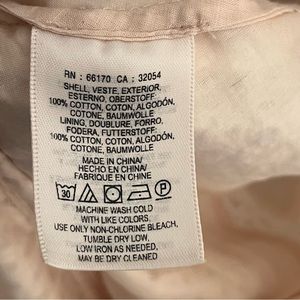 RN : 66170 CA : 32054
SHELL, VESTE, EXTERIOR,
ESTERNO, OBERSTOFF:
100% COTTON, COTON, ALGODÓN,
COTONE, BAUMWOLLE
LINING, DOUBLURE, FORRO,
FODERA, FUTTERSTOFF:
100% COTTON, COTON, ALGODÓN,
COTONE, BAUMWOLLE
MADE IN CHINA/
HECHO EN CHINA/
FABRIQUE EN CHINE
30 P
MACHINE WASH COLD
WITH LIKE COLORS,
USE ONLY NON-CHLORINE BLEACH,
TUMBLE DRY LOW,
LOW IRON AS NEEDED,
MAY BE DRY CLEANED